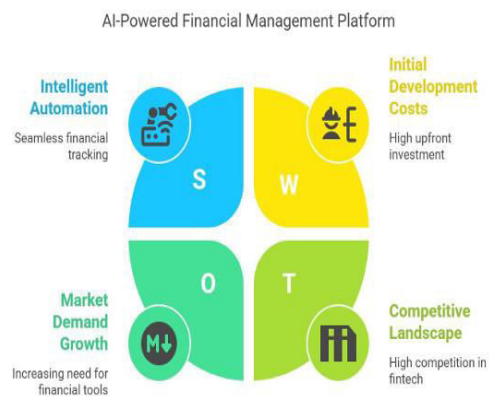 AI-Powered Financial Management Platform
Intelligent
Automation
Seamless financial
tracking
Initial
Development
Costs
High upfront
investment
S
W
O
T
Market
Demand
Growth
Increasing need for
financial tools
M
Competitive
Landscape
High competition in
fintech